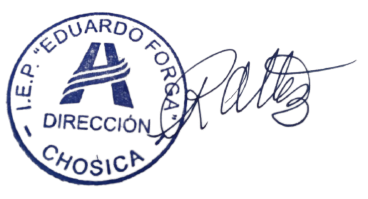 I.E.P. "EDUARDO FORGA"
DIRECCIÓN
- CHOSICA -